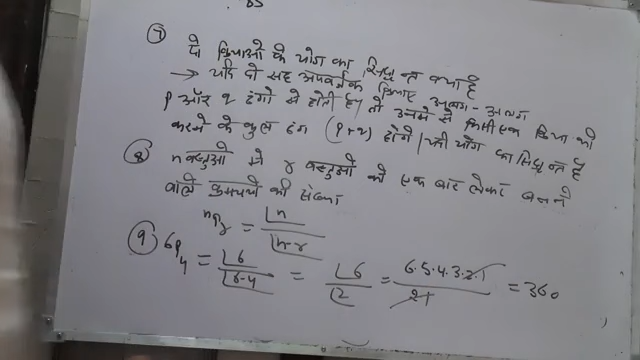 (7) दो क्रियाओ के योग का सिद्धान्त क्या है
→ यदि दो सह अपवर्तक क्रियाए अलग-अलग
p और q ढंगो से होती है, तो उनमे से किसी एक क्रिया को
करने के कुल ढंग (p+q) होगे। यही योग का सिद्धान्त है
(8) n वस्तुओ मे r वस्तुओ को एक बार लेकर बनने
वाले क्रमचयो की संख्या
ⁿPᵣ = |n / |n-r
(9) ⁶P₄ = |6 / |6-4 = |6 / |2 = 6.5.4.3.2.1 / 2.1 = 360